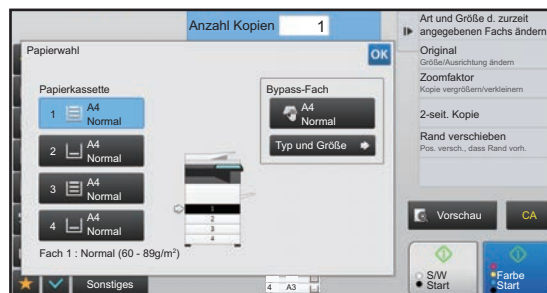 Anzahl Kopien 1
Papierwahl
OK
Papierkassette
1 A4
Normal
2 A4
Normal
3 A4
Normal
4 A4
Normal
Bypass-Fach
A4
Normal
Typ und Größe
1
2
3
4
Fach 1 : Normal (60 - 89g/m²)
Sonstiges
4 A3
Art und Größe d. zurzeit
angegebenen Fachs ändern
Original
Größe/Ausrichtung ändern
Zoomfaktor
Kopie vergrößern/verkleinern
2-seit. Kopie
Rand verschieben
Pos. versch., dass Rand vorh.
Vorschau
CA
S/W
Start
Farbe
Start